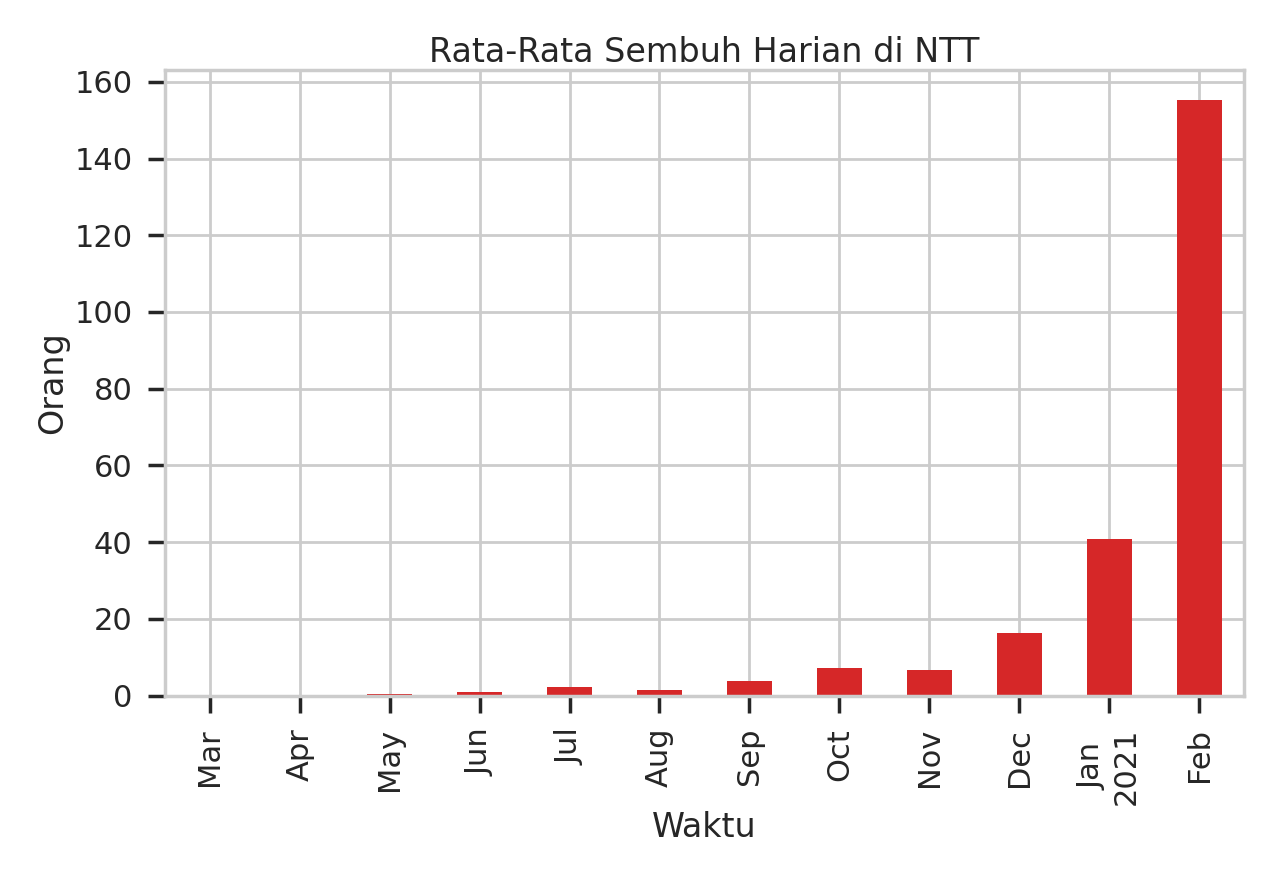 Rata-Rata Sembuh Harian di NTT
160
140
120
100
80
60
40
20
0
Orang
Mar
Apr
May
Jun
Jul
Aug
Sep
Oct
Nov
Dec
Jan
2021
Feb
Waktu